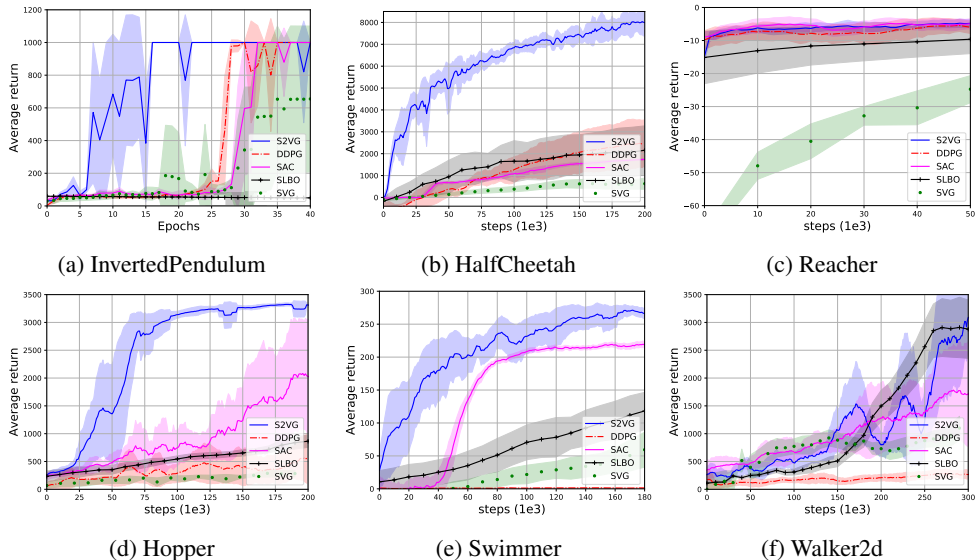 1200
1000
800
600
400
200
0
Average return
0 5 10 15 20 25 30 35 40
Epochs
S2VG
DDPG
SAC
SLBO
SVG
(a) InvertedPendulum
8000
7000
6000
5000
4000
3000
2000
1000
0
Average return
0 25 50 75 100 125 150 175 200
steps (1e3)
S2VG
DDPG
SAC
SLBO
SVG
(b) HalfCheetah
0
−10
−20
−30
−40
−50
−60
Average return
0 10 20 30 40 50
steps (1e3)
S2VG
DDPG
SAC
SLBO
SVG
(c) Reacher
3500
3000
2500
2000
1500
1000
500
0
Average return
0 25 50 75 100 125 150 175 200
steps (1e3)
S2VG
DDPG
SAC
SLBO
SVG
(d) Hopper
300
250
200
150
100
50
0
Average return
0 20 40 60 80 100 120 140 160 180
steps (1e3)
S2VG
DDPG
SAC
SLBO
SVG
(e) Swimmer
3500
3000
2500
2000
1500
1000
500
0
Average return
0 50 100 150 200 250 300
steps (1e3)
S2VG
DDPG
SAC
SLBO
SVG
(f) Walker2d